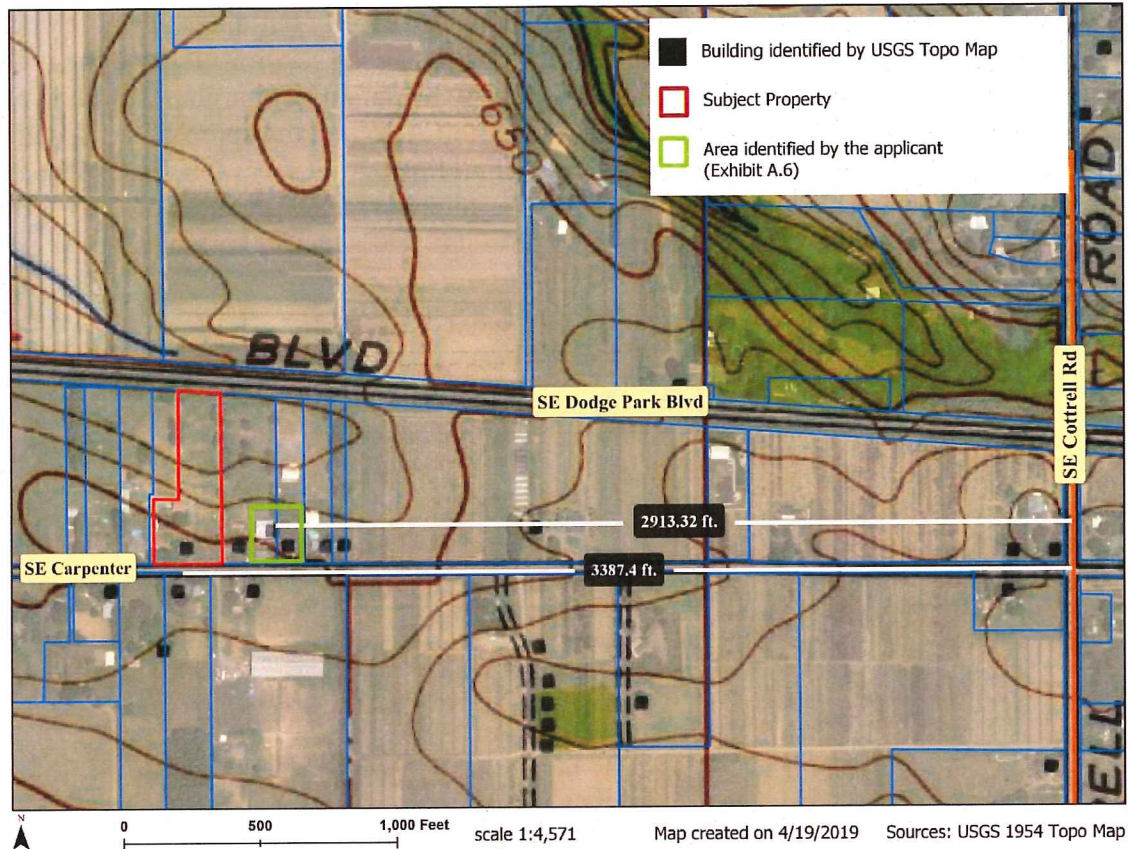 Building identified by USGS Topo Map
Subject Property
Area identified by the applicant
(Exhibit A.6)
650
ROAD
BLVD
SE Dodge Park Blvd
SE Cottrell Rd
2913.32 ft.
SE Carpenter
3387.4 ft.
ELL
N
0 500 1,000 Feet
scale 1:4,571
Map created on 4/19/2019
Sources: USGS 1954 Topo Map